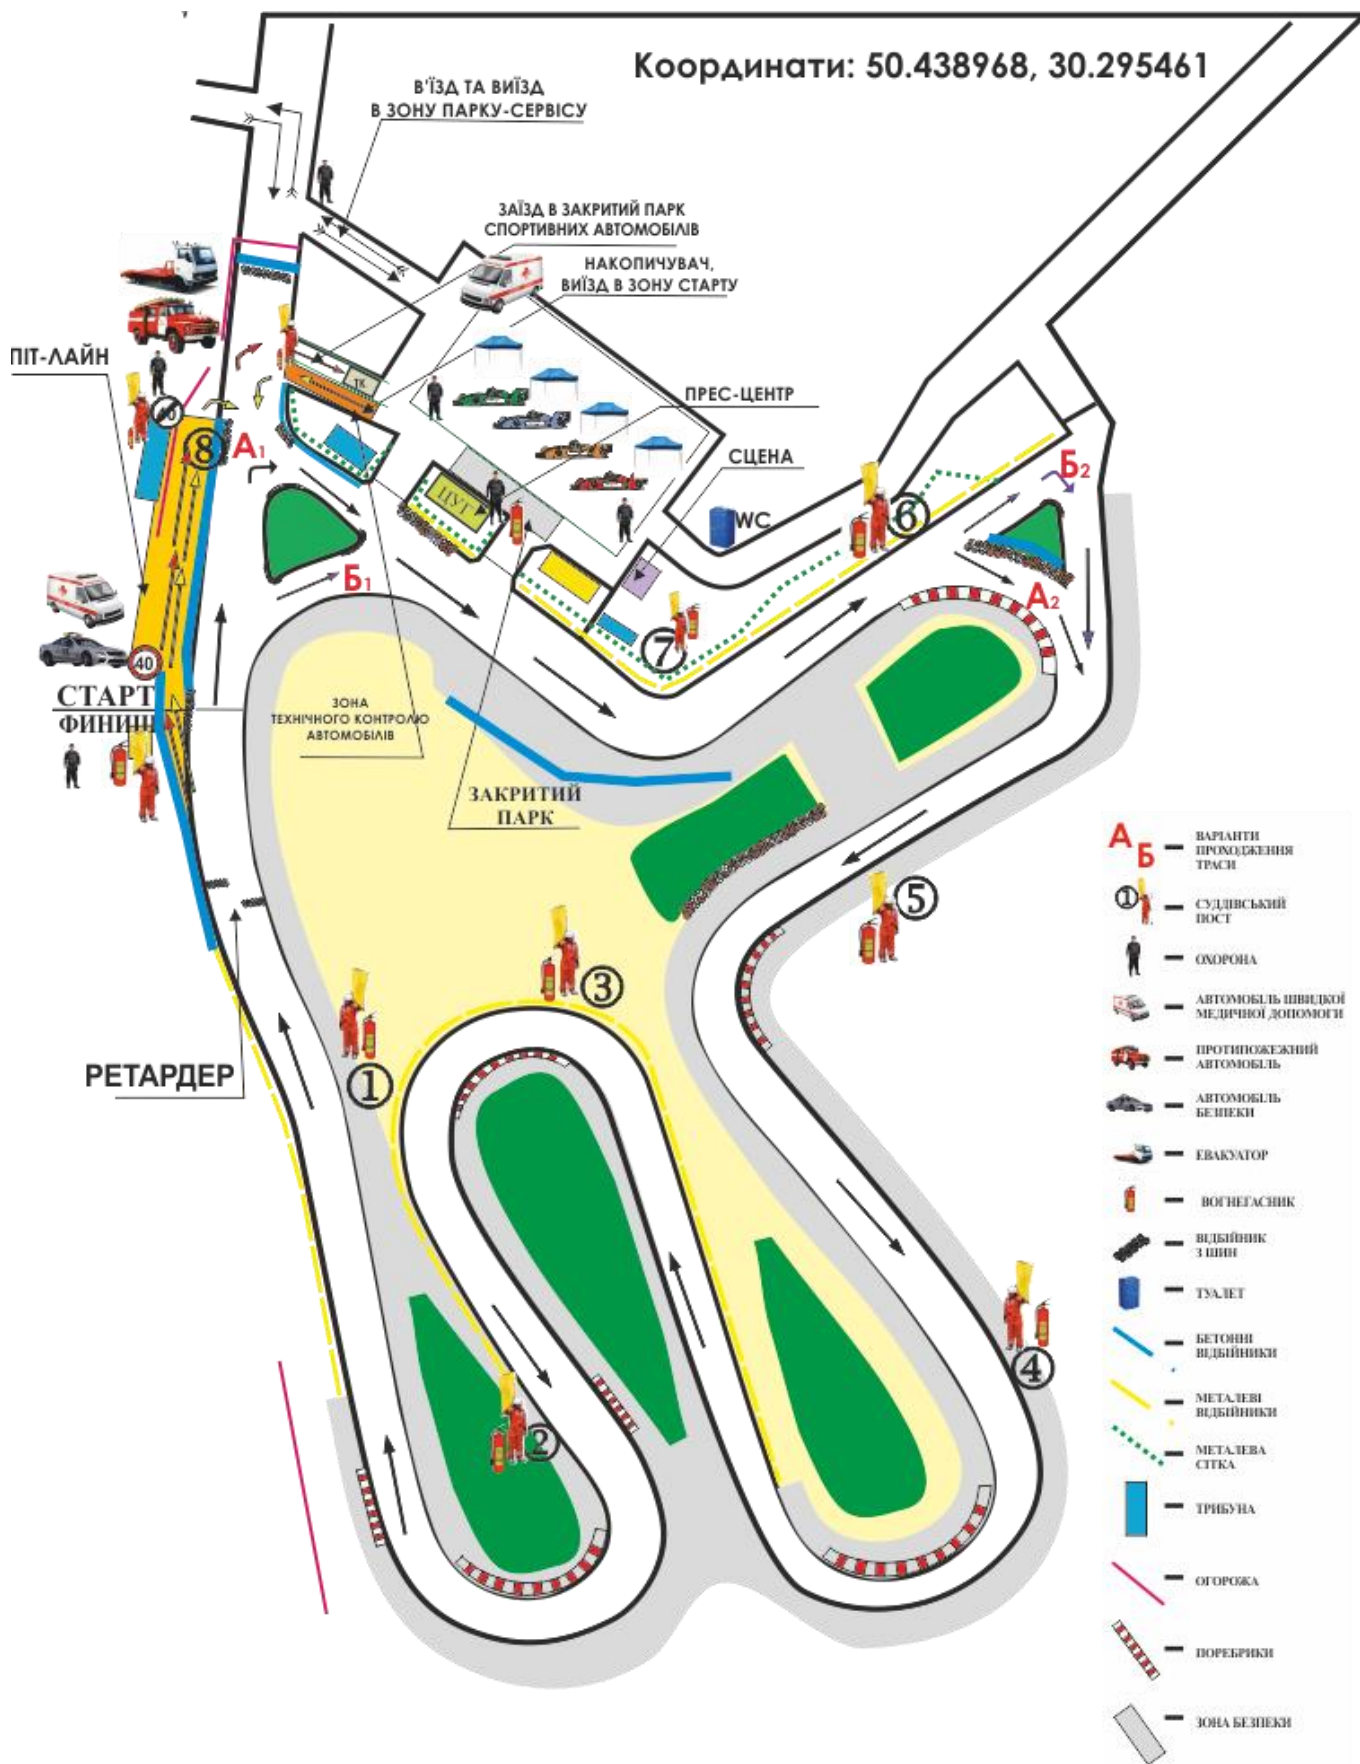 Координати: 50.438968, 30.295461
В'ЇЗД ТА ВИЇЗД
В ЗОНУ ПАРКУ-СЕРВІСУ
ЗАЇЗД В ЗАКРИТИЙ ПАРК
СПОРТИВНИХ АВТОМОБІЛІВ
НАКОПИЧУВАЧ,
ВИЇЗД В ЗОНУ СТАРТУ
ПІТ-ЛАЙН
ТК
ПРЕС-ЦЕНТР
СЦЕНА
ЦУГ
WC
8
А1
Б1
Б2
А2
6
7
40
СТАРТ
ФИНИШ
ЗОНА
ТЕХНІЧНОГО КОНТРОЛЮ
АВТОМОБІЛІВ
ЗАКРИТИЙ
ПАРК
РЕТАРДЕР
5
3
1
4
2
А
Б
ВАРІАНТИ
ПРОХОДЖЕННЯ
ТРАСИ
1
СУДДІВСЬКИЙ
ПОСТ
ОХОРОНА
АВТОМОБІЛЬ ШВИДКОЇ
МЕДИЧНОЇ ДОПОМОГИ
ПРОТИПОЖЕЖНИЙ
АВТОМОБІЛЬ
АВТОМОБІЛЬ
БЕЗПЕКИ
ЕВАКУАТОР
ВОГНЕГАСНИК
ВІДБІЙНИК
З ШИН
ТУАЛЕТ
БЕТОННІ
ВІДБІЙНИКИ
МЕТАЛЕВІ
ВІДБІЙНИКИ
МЕТАЛЕВА
СІТКА
ТРИБУНА
ОГОРОЖА
ПОРЕБРИКИ
ЗОНА БЕЗПЕКИ